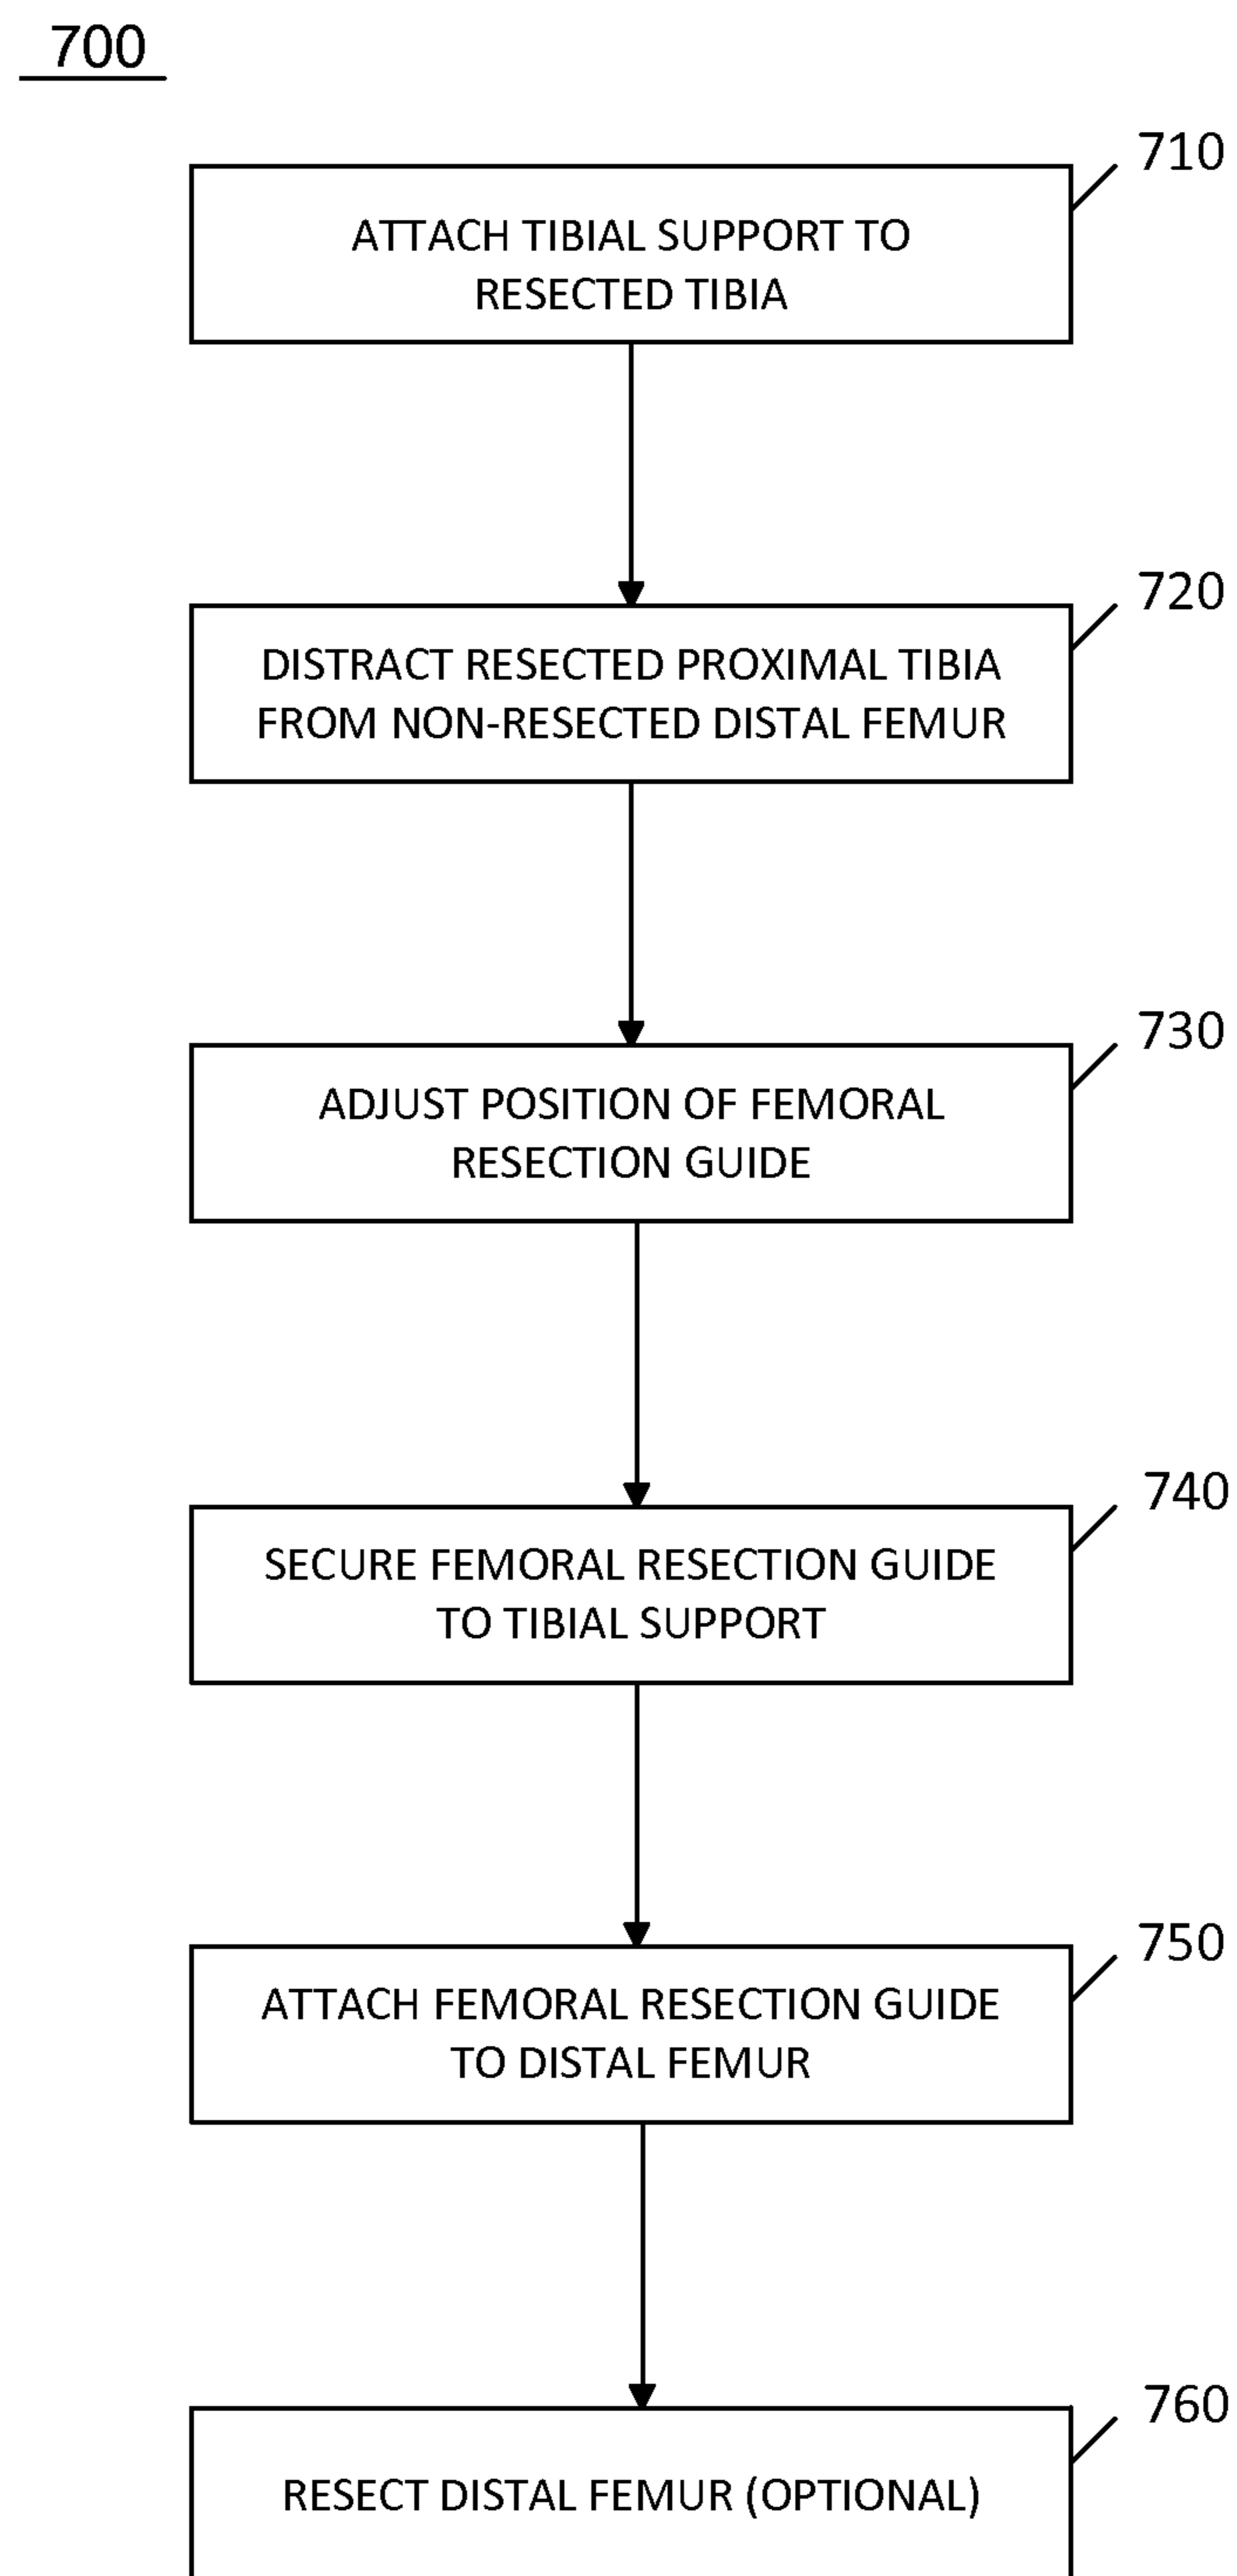 700
710
ATTACH TIBIAL SUPPORT TO
RESECTED TIBIA
720
DISTRACT RESECTED PROXIMAL TIBIA
FROM NON-RESECTED DISTAL FEMUR
730
ADJUST POSITION OF FEMORAL
RESECTION GUIDE
740
SECURE FEMORAL RESECTION GUIDE
TO TIBIAL SUPPORT
750
ATTACH FEMORAL RESECTION GUIDE
TO DISTAL FEMUR
760
RESECT DISTAL FEMUR (OPTIONAL)